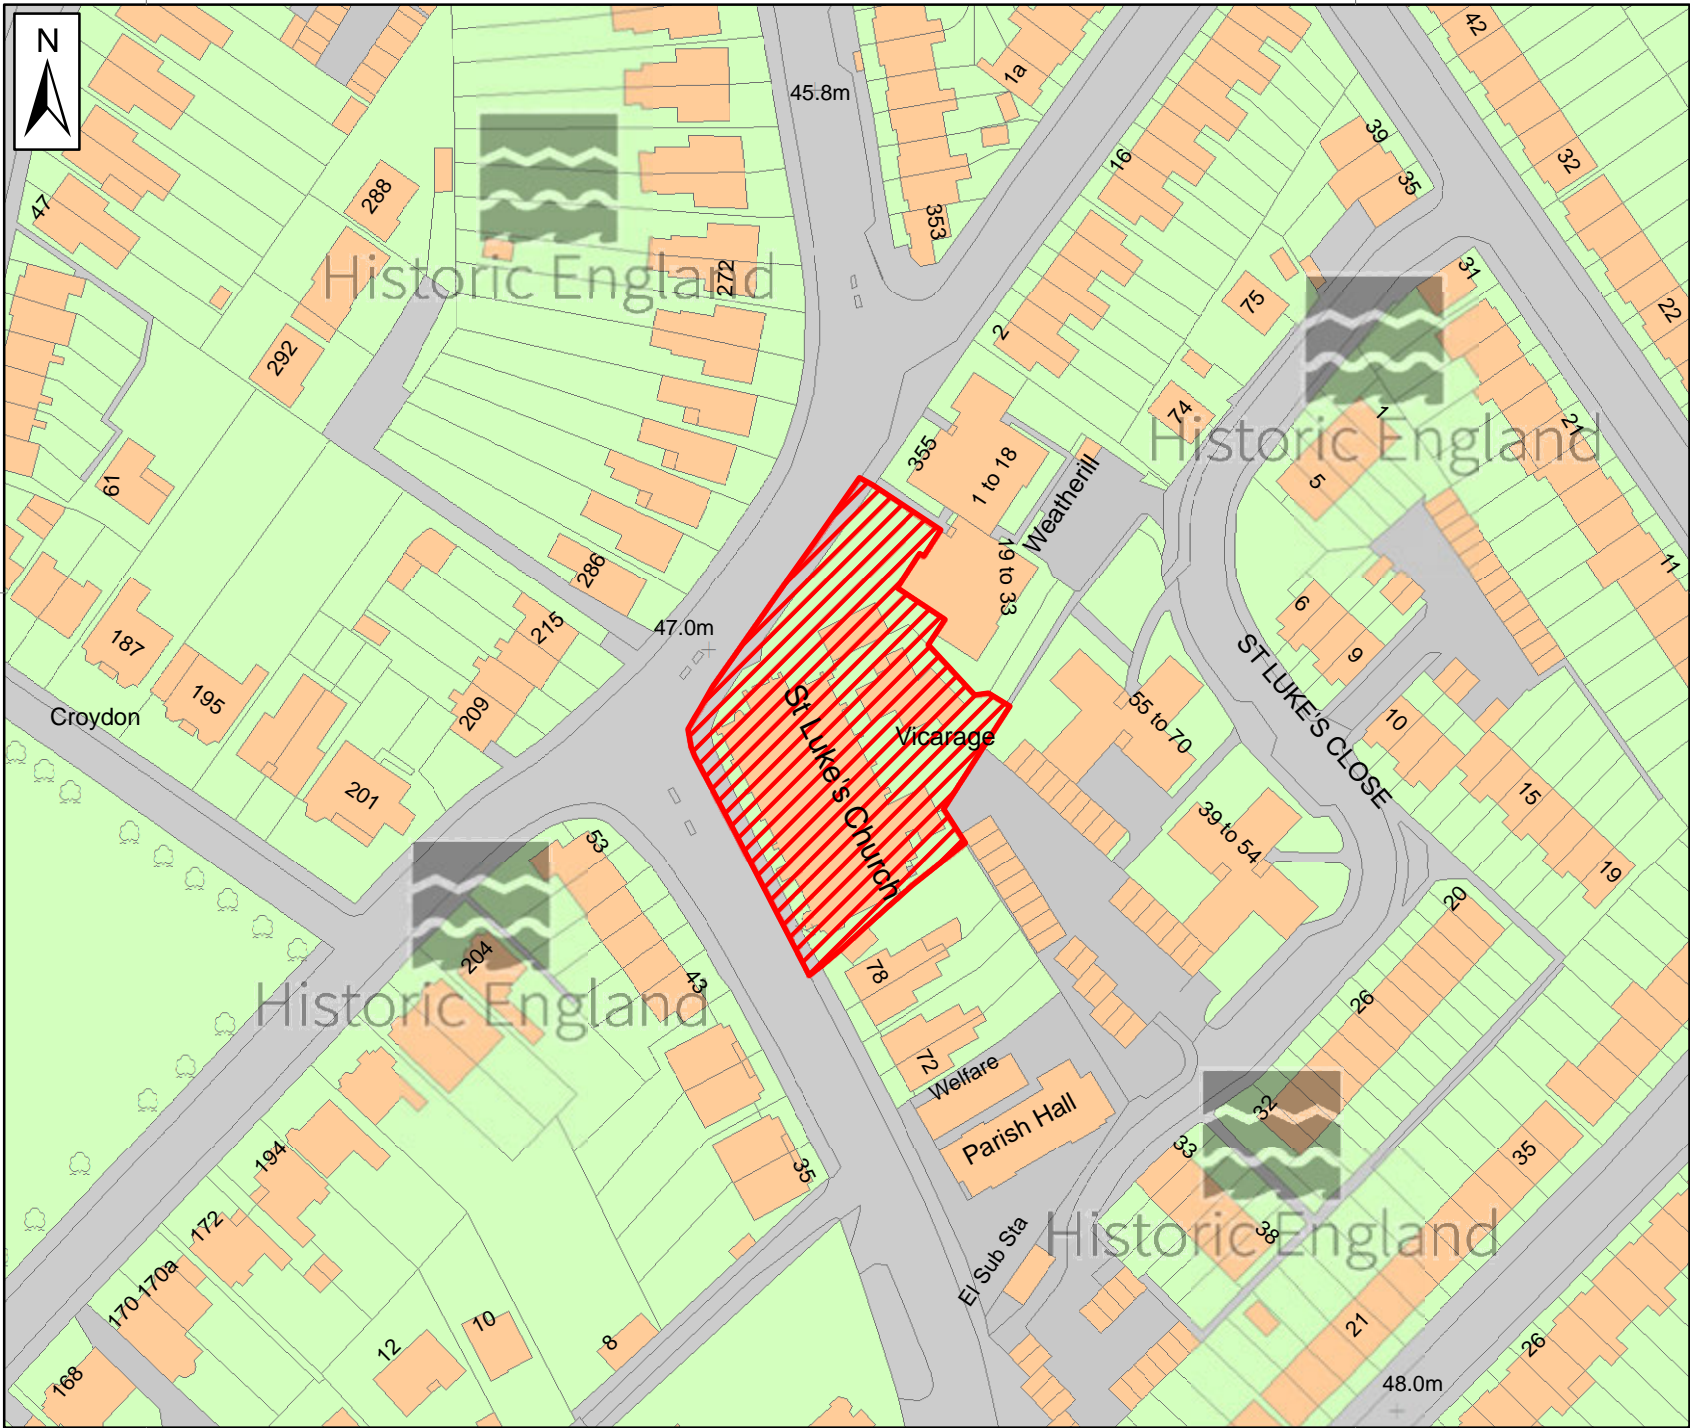 N
45.8m
1a
42
39
35
32
47
288
16
353
272
Historic England
31
22
75
292
2
74
1
21
Historic England
355
1 to 18
5
61
Weatherill
11
19 to 33
286
6
9
187
215
47.0m
ST LUKE'S CLOSE
195
209
Croydon
St Luke's Church
Vicarage
55 to 70
10
201
15
39 to 54
53
19
20
204
43
78
26
Historic England
72
Welfare
32
Parish Hall
33
35
194
35
172
38
Historic England
El Sub Sta
170
170a
10
12
8
21
26
168
48.0m